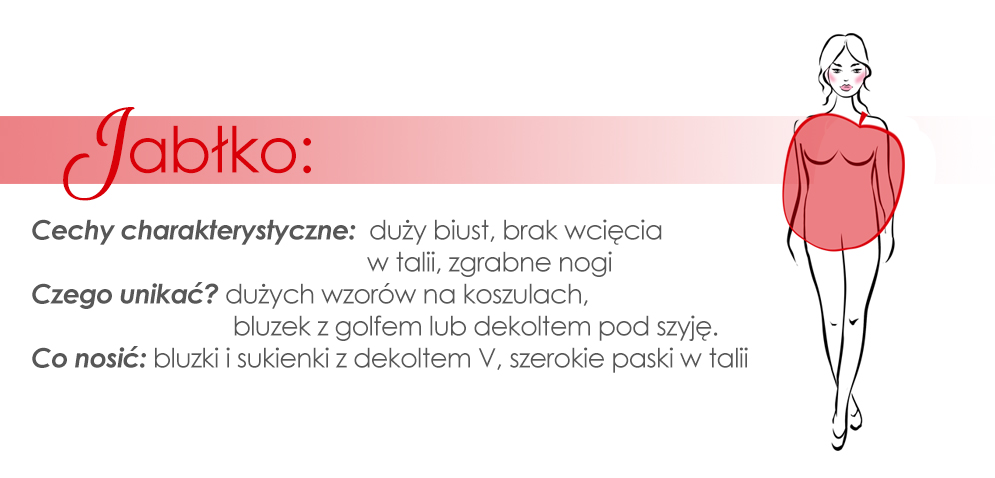 Jabłko:
Cechy charakterystyczne: duży biust, brak wcięcia
w talii, zgrabne nogi
Czego unikać? dużych wzorów na koszulach,
bluzek z golfem lub dekoltem pod szyję.
Co nosić: bluzki i sukienki z dekoltem V, szerokie paski w talii